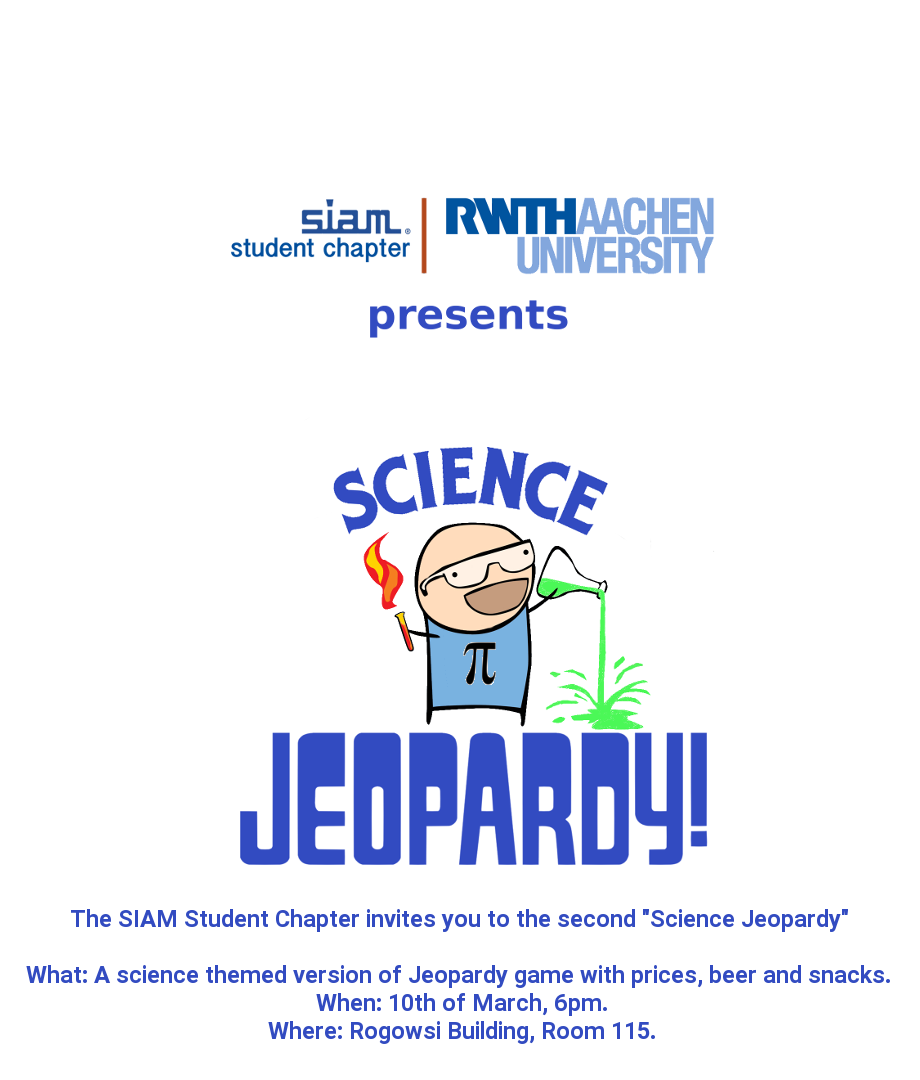 siam®
student chapter
RWTHAACHEN
UNIVERSITY
presents
SCIENCE
π
JEOPARDY!
The SIAM Student Chapter invites you to the second "Science Jeopardy"
What: A science themed version of Jeopardy game with prices, beer and snacks.
When: 10th of March, 6pm.
Where: Rogowsi Building, Room 115.